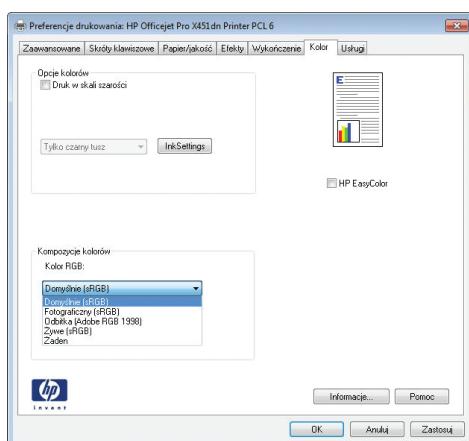 Preferencje drukowania: HP Officejet Pro X451dn Printer PCL 6
Zaawansowane Skróty klawiszowe Papier/jakość Efekty Wykończenie Kolor Usługi
Opcje kolorów
Druk w skali szarości
Tylko czarny tusz InkSettings
E
HP EasyColor
Kompozycje kolorów
Kolor RGB:
Domyślnie (sRGB)
Domyślnie (sRGB)
Fotograficzny (sRGB)
Odbitka (Adobe RGB 1998)
Żywe (sRGB)
Żaden
hp
invent
Informacje... Pomoc
OK Anuluj Zastosuj